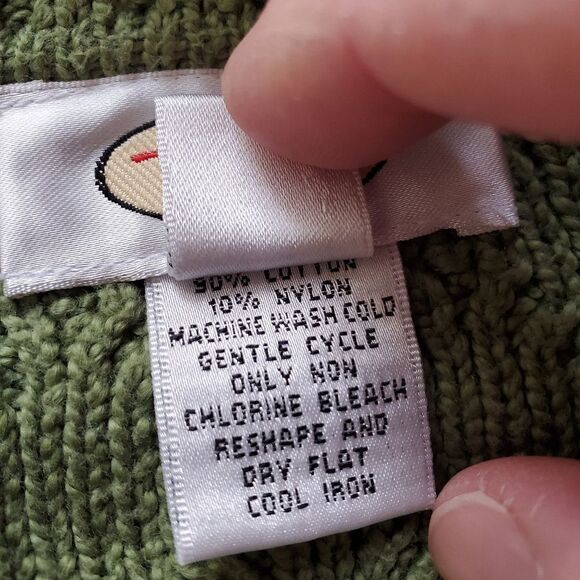 90% COTTON
10% NYLON
MACHINE WASH COLD
GENTLE CYCLE
ONLY NON
CHLORINE BLEACH
RESHAPE AND
DRY FLAT
COOL IRON